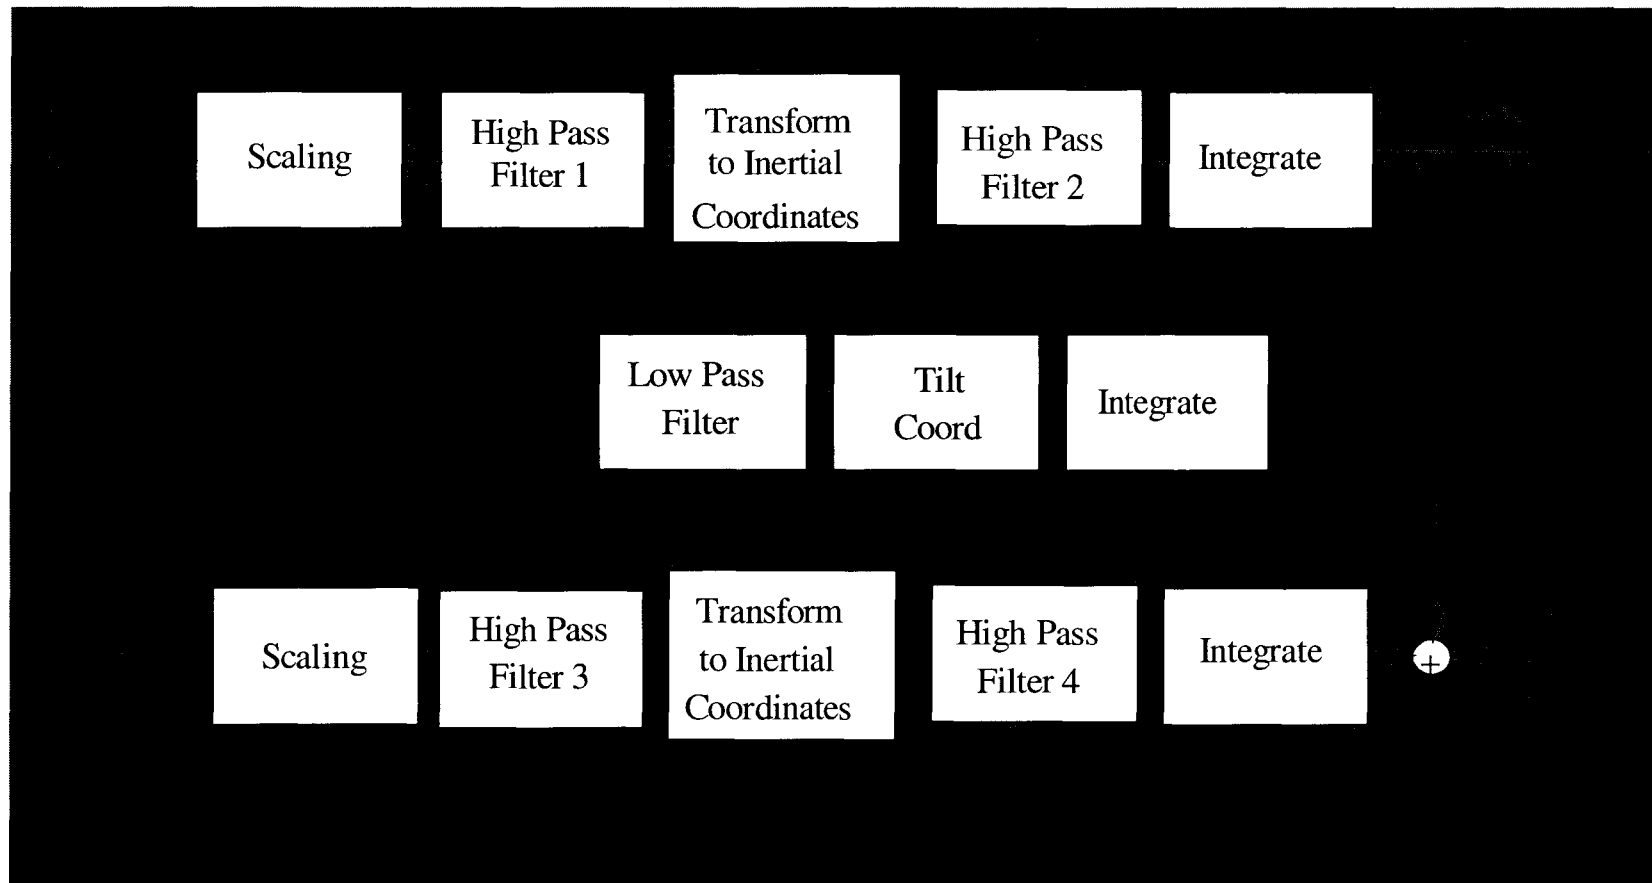 Scaling
High Pass
Filter 1
Transform
to Inertial
Coordinates
High Pass
Filter 2
Integrate
Low Pass
Filter
Tilt
Coord
Integrate
Scaling
High Pass
Filter 3
Transform
to Inertial
Coordinates
High Pass
Filter 4
Integrate
+